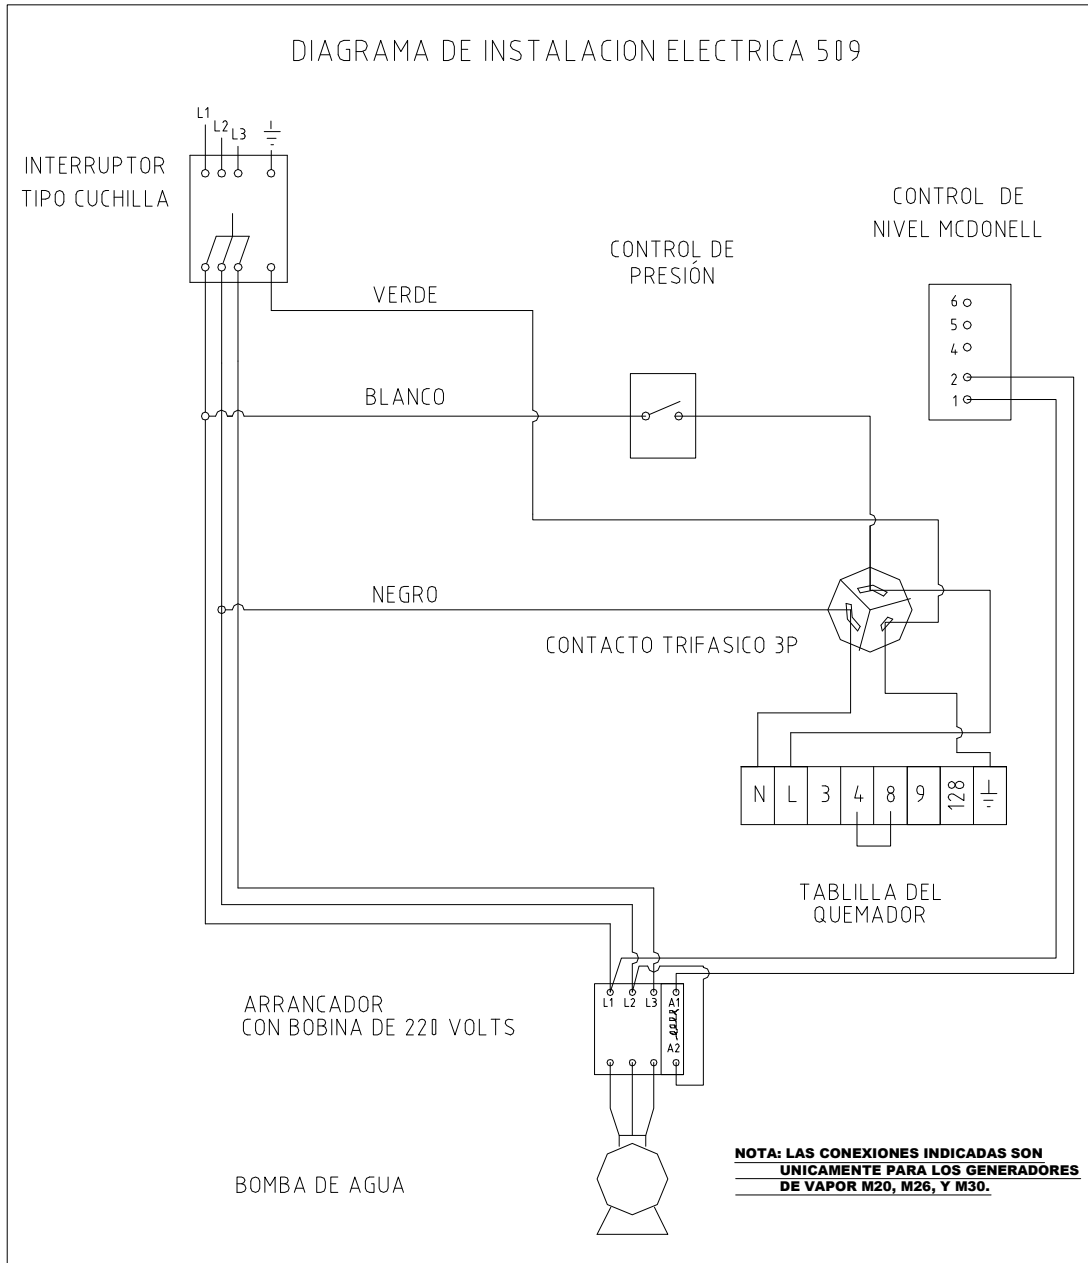 DIAGRAMA DE INSTALACION ELECTRICA 509
L1
L2
L3
INTERRUPTOR
TIPO CUCHILLA
CONTROL DE
NIVEL MCDONELL
CONTROL DE
PRESIÓN
6
5
4
2
1
VERDE
BLANCO
NEGRO
CONTACTO TRIFASICO 3P
N L 3 4 8 9 128
TABLILLA DEL
QUEMADOR
ARRANCADOR
CON BOBINA DE 220 VOLTS
L1 L2 L3 A1
A2
BOMBA DE AGUA
NOTA: LAS CONEXIONES INDICADAS SON
UNICAMENTE PARA LOS GENERADORES
DE VAPOR M20, M26, Y M30.